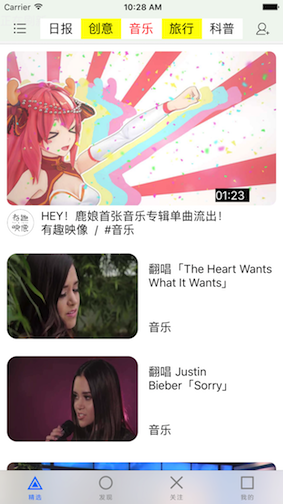 Carrier 10:28 AM
日报 创意 音乐 旅行 科普
01:23
有趣
映像
HEY！鹿娘首张音乐专辑单曲流出！
有趣映像 / #音乐
翻唱「The Heart Wants
What It Wants」
音乐
翻唱 Justin
Bieber「Sorry」
音乐
精选 发现 关注 我的